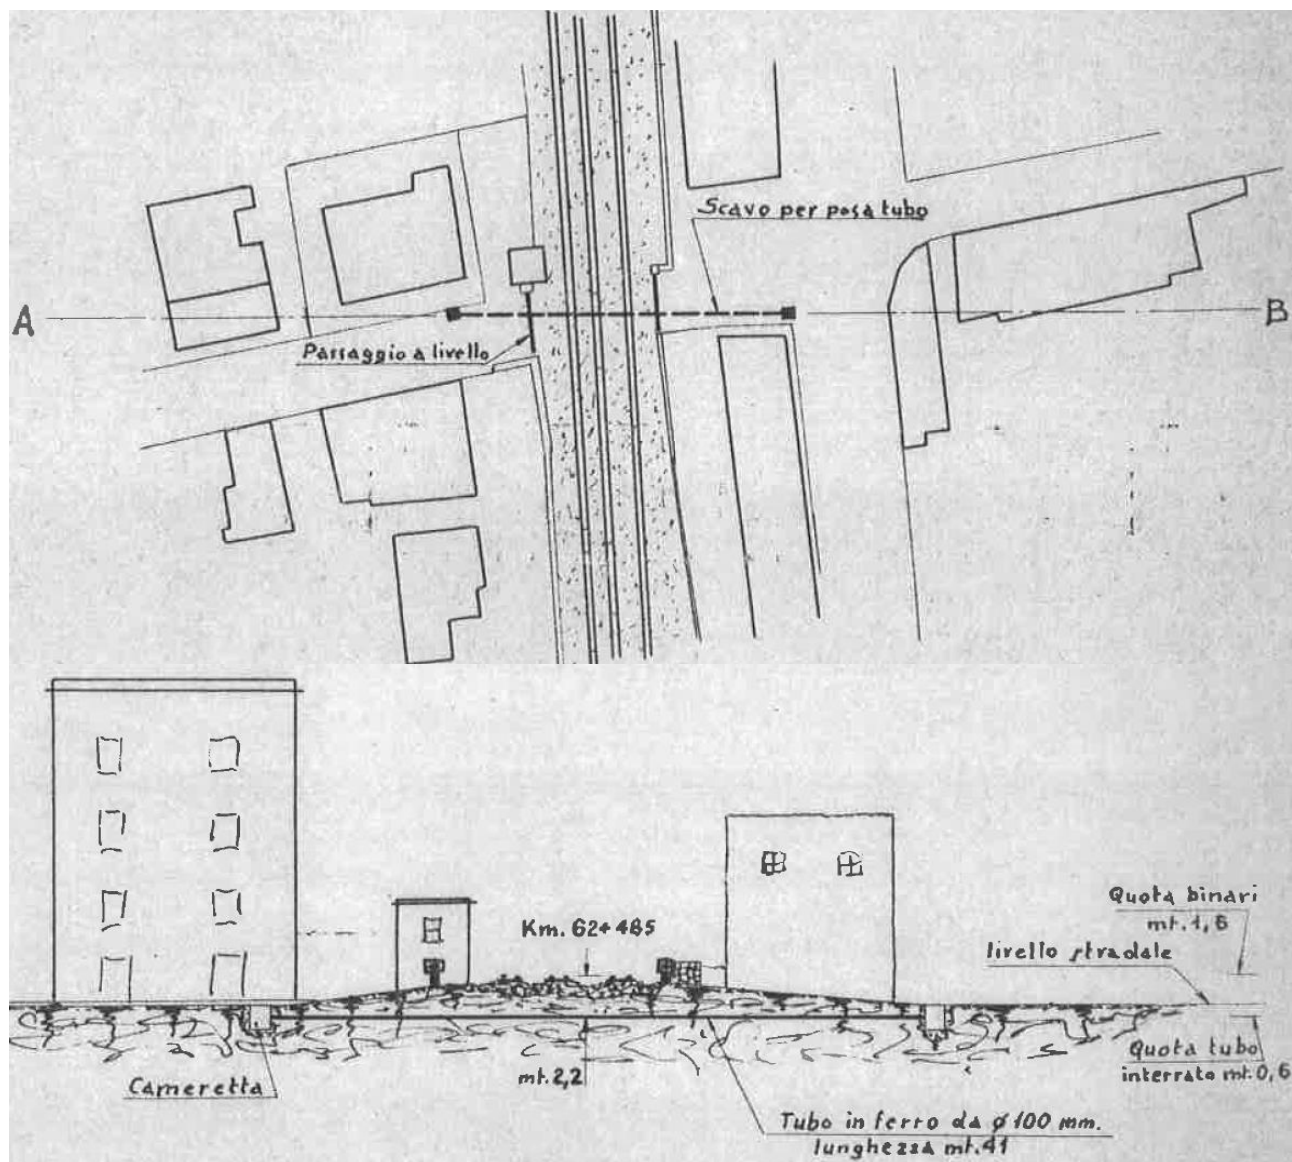 Scavo per posa tubo
A
B
Passaggio a livello
Km. 62+485
Quota binari
mt. 1,6
livello stradale
Quota tubo
interrato mt. 0,6
mt. 2,2
Cameretta
Tubo in ferro da ø 100 mm.
lunghezza mt. 41